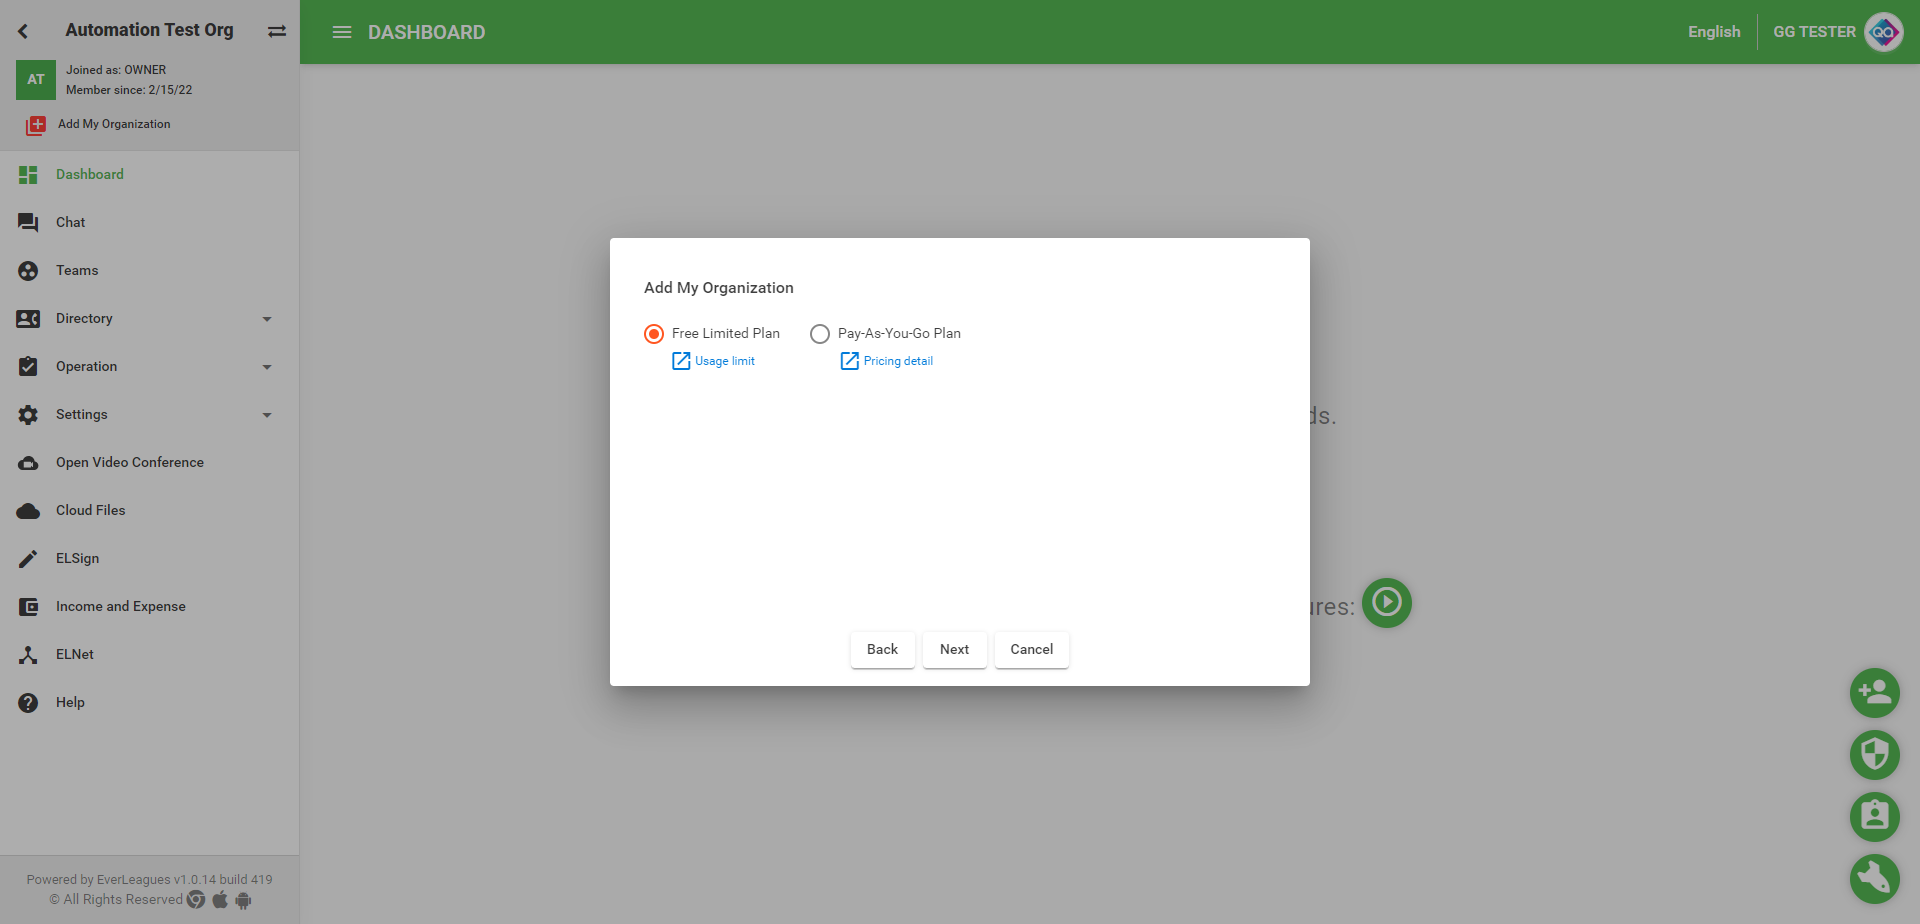 Automation Test Org
AT
Joined as: OWNER
Member since: 2/15/22
Add My Organization
Dashboard
Chat
Teams
Directory
Operation
Settings
Open Video Conference
Cloud Files
ELSign
Income and Expense
ELNet
Help
Powered by EverLeagues v1.0.14 build 419
© All Rights Reserved
DASHBOARD
English
GG TESTER
QA
ds.
ures:
Add My Organization
Free Limited Plan
Pay-As-You-Go Plan
Usage limit
Pricing detail
Back
Next
Cancel